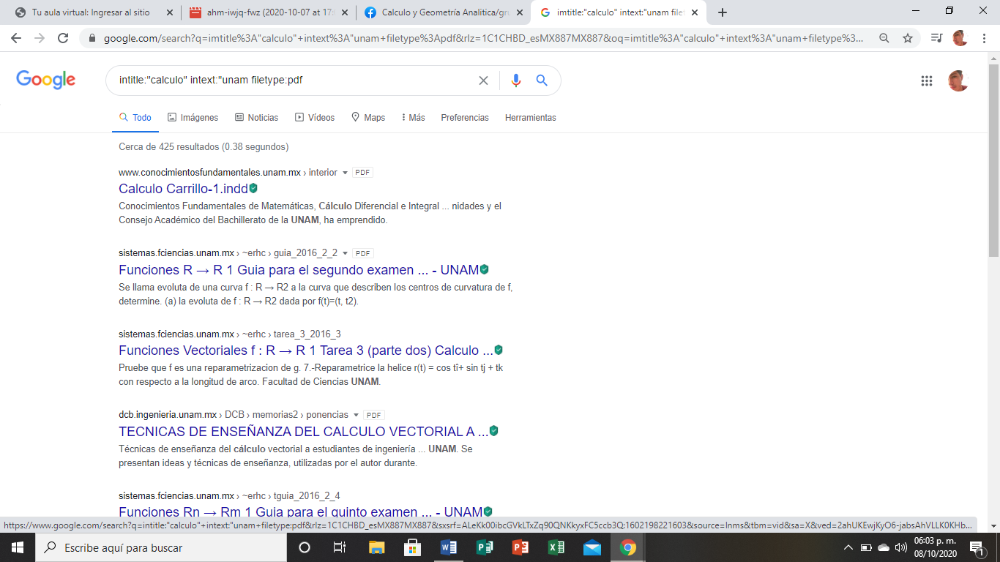 Tu aula virtual: Ingresar al sitio
ahm-iwjq-fwz (2020-10-07 at 17:
Calculo y Geometría Analitica/gru
imtitle:"calculo" intext:"unam filet
google.com/search?q=imtitle%3A"calculo"+intext%3A"unam+filetype%3Apdf&rlz=1C1CHBD_esMX887MX887&oq=imtitle%3A"calculo"+intext%3A"unam+filetype%3...
Google
intitle:"calculo" intext:"unam filetype:pdf
Todo
Imágenes
Noticias
Vídeos
Maps
Más
Preferencias
Herramientas
Cerca de 425 resultados (0.38 segundos)
www.conocimientosfundamentales.unam.mx › interior PDF
Calculo Carrillo-1.indd
Conocimientos Fundamentales de Matemáticas, Cálculo Diferencial e Integral ... nidades y el
Consejo Académico del Bachillerato de la UNAM, ha emprendido.
sistemas.fciencias.unam.mx › ~erhc › guia_2016_2_2 PDF
Funciones R → R 1 Guia para el segundo examen ... - UNAM
Se llama evoluta de una curva f : R → R2 a la curva que describen los centros de curvatura de f,
determine. (a) la evoluta de f : R → R2 dada por f(t)=(t, t2).
sistemas.fciencias.unam.mx › ~erhc › tarea_3_2016_3
Funciones Vectoriales f : R → R 1 Tarea 3 (parte dos) Calculo ...
Pruebe que f es una reparametrizacion de g. 7.-Reparametrice la helice r(t) = cos tî+ sin tj + tk
con respecto a la longitud de arco. Facultad de Ciencias UNAM.
dcb.ingenieria.unam.mx › DCB › memorias2 › ponencias PDF
TECNICAS DE ENSEÑANZA DEL CALCULO VECTORIAL A ...
Técnicas de enseñanza del cálculo vectorial a estudiantes de ingeniería ... UNAM. Se
presentan ideas y técnicas de enseñanza, utilizadas por el autor durante.
sistemas.fciencias.unam.mx › ~erhc › tguia_2016_2_4
Funciones Rn → Rm 1 Guia para el quinto examen ... - UNAM
https://www.google.com/search?q=intitle:"calculo"+intext:"unam+filetype:pdf&rlz=1C1CHBD_esMX887MX887&sxsrf=ALeKk00ibcGVkLTxZq90QNKkyxFC5ccb3Q:1602198221603&source=lnms&tbm=vid&sa=X&ved=2ahUKEwjKyO6-jabsAhVLLK0KHb...
Escribe aquí para buscar
06:03 p. m.
08/10/2020
1